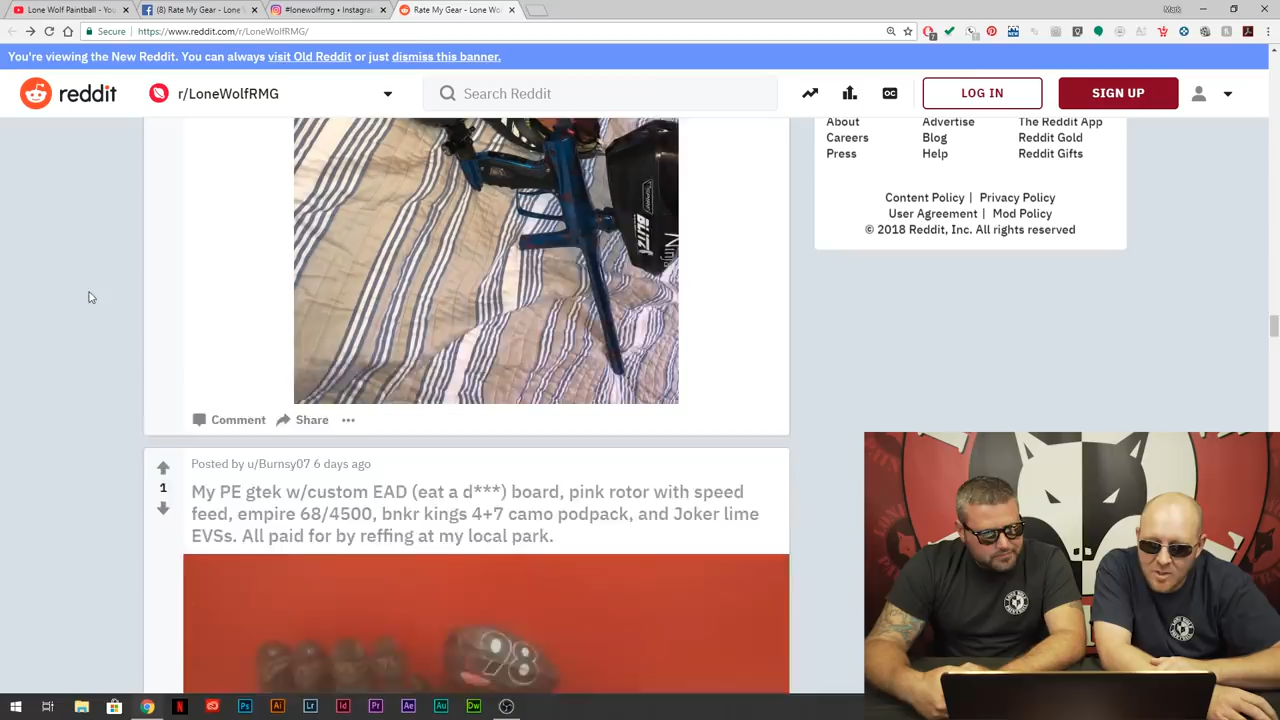 Lone Wolf Paintball - You
(8) Rate My Gear - Lone
#lonewolfrmg • Instagra
Rate My Gear - Lone Wo
Secure
https://www.reddit.com/r/LoneWolfRMG/
You're viewing the New Reddit. You can always visit Old Reddit or just dismiss this banner.
reddit
r/LoneWolfRMG
Search Reddit
LOG IN
SIGN UP
About
Advertise
The Reddit App
Careers
Blog
Reddit Gold
Press
Help
Reddit Gifts
Content Policy | Privacy Policy
User Agreement | Mod Policy
© 2018 Reddit, Inc. All rights reserved
BLITZ
Ninja
Comment
Share
Posted by u/Burnsy07 6 days ago
1
My PE gtek w/custom EAD (eat a d***) board, pink rotor with speed
feed, empire 68/4500, bnkr kings 4+7 camo podpack, and Joker lime
EVSs. All paid for by reffing at my local park.